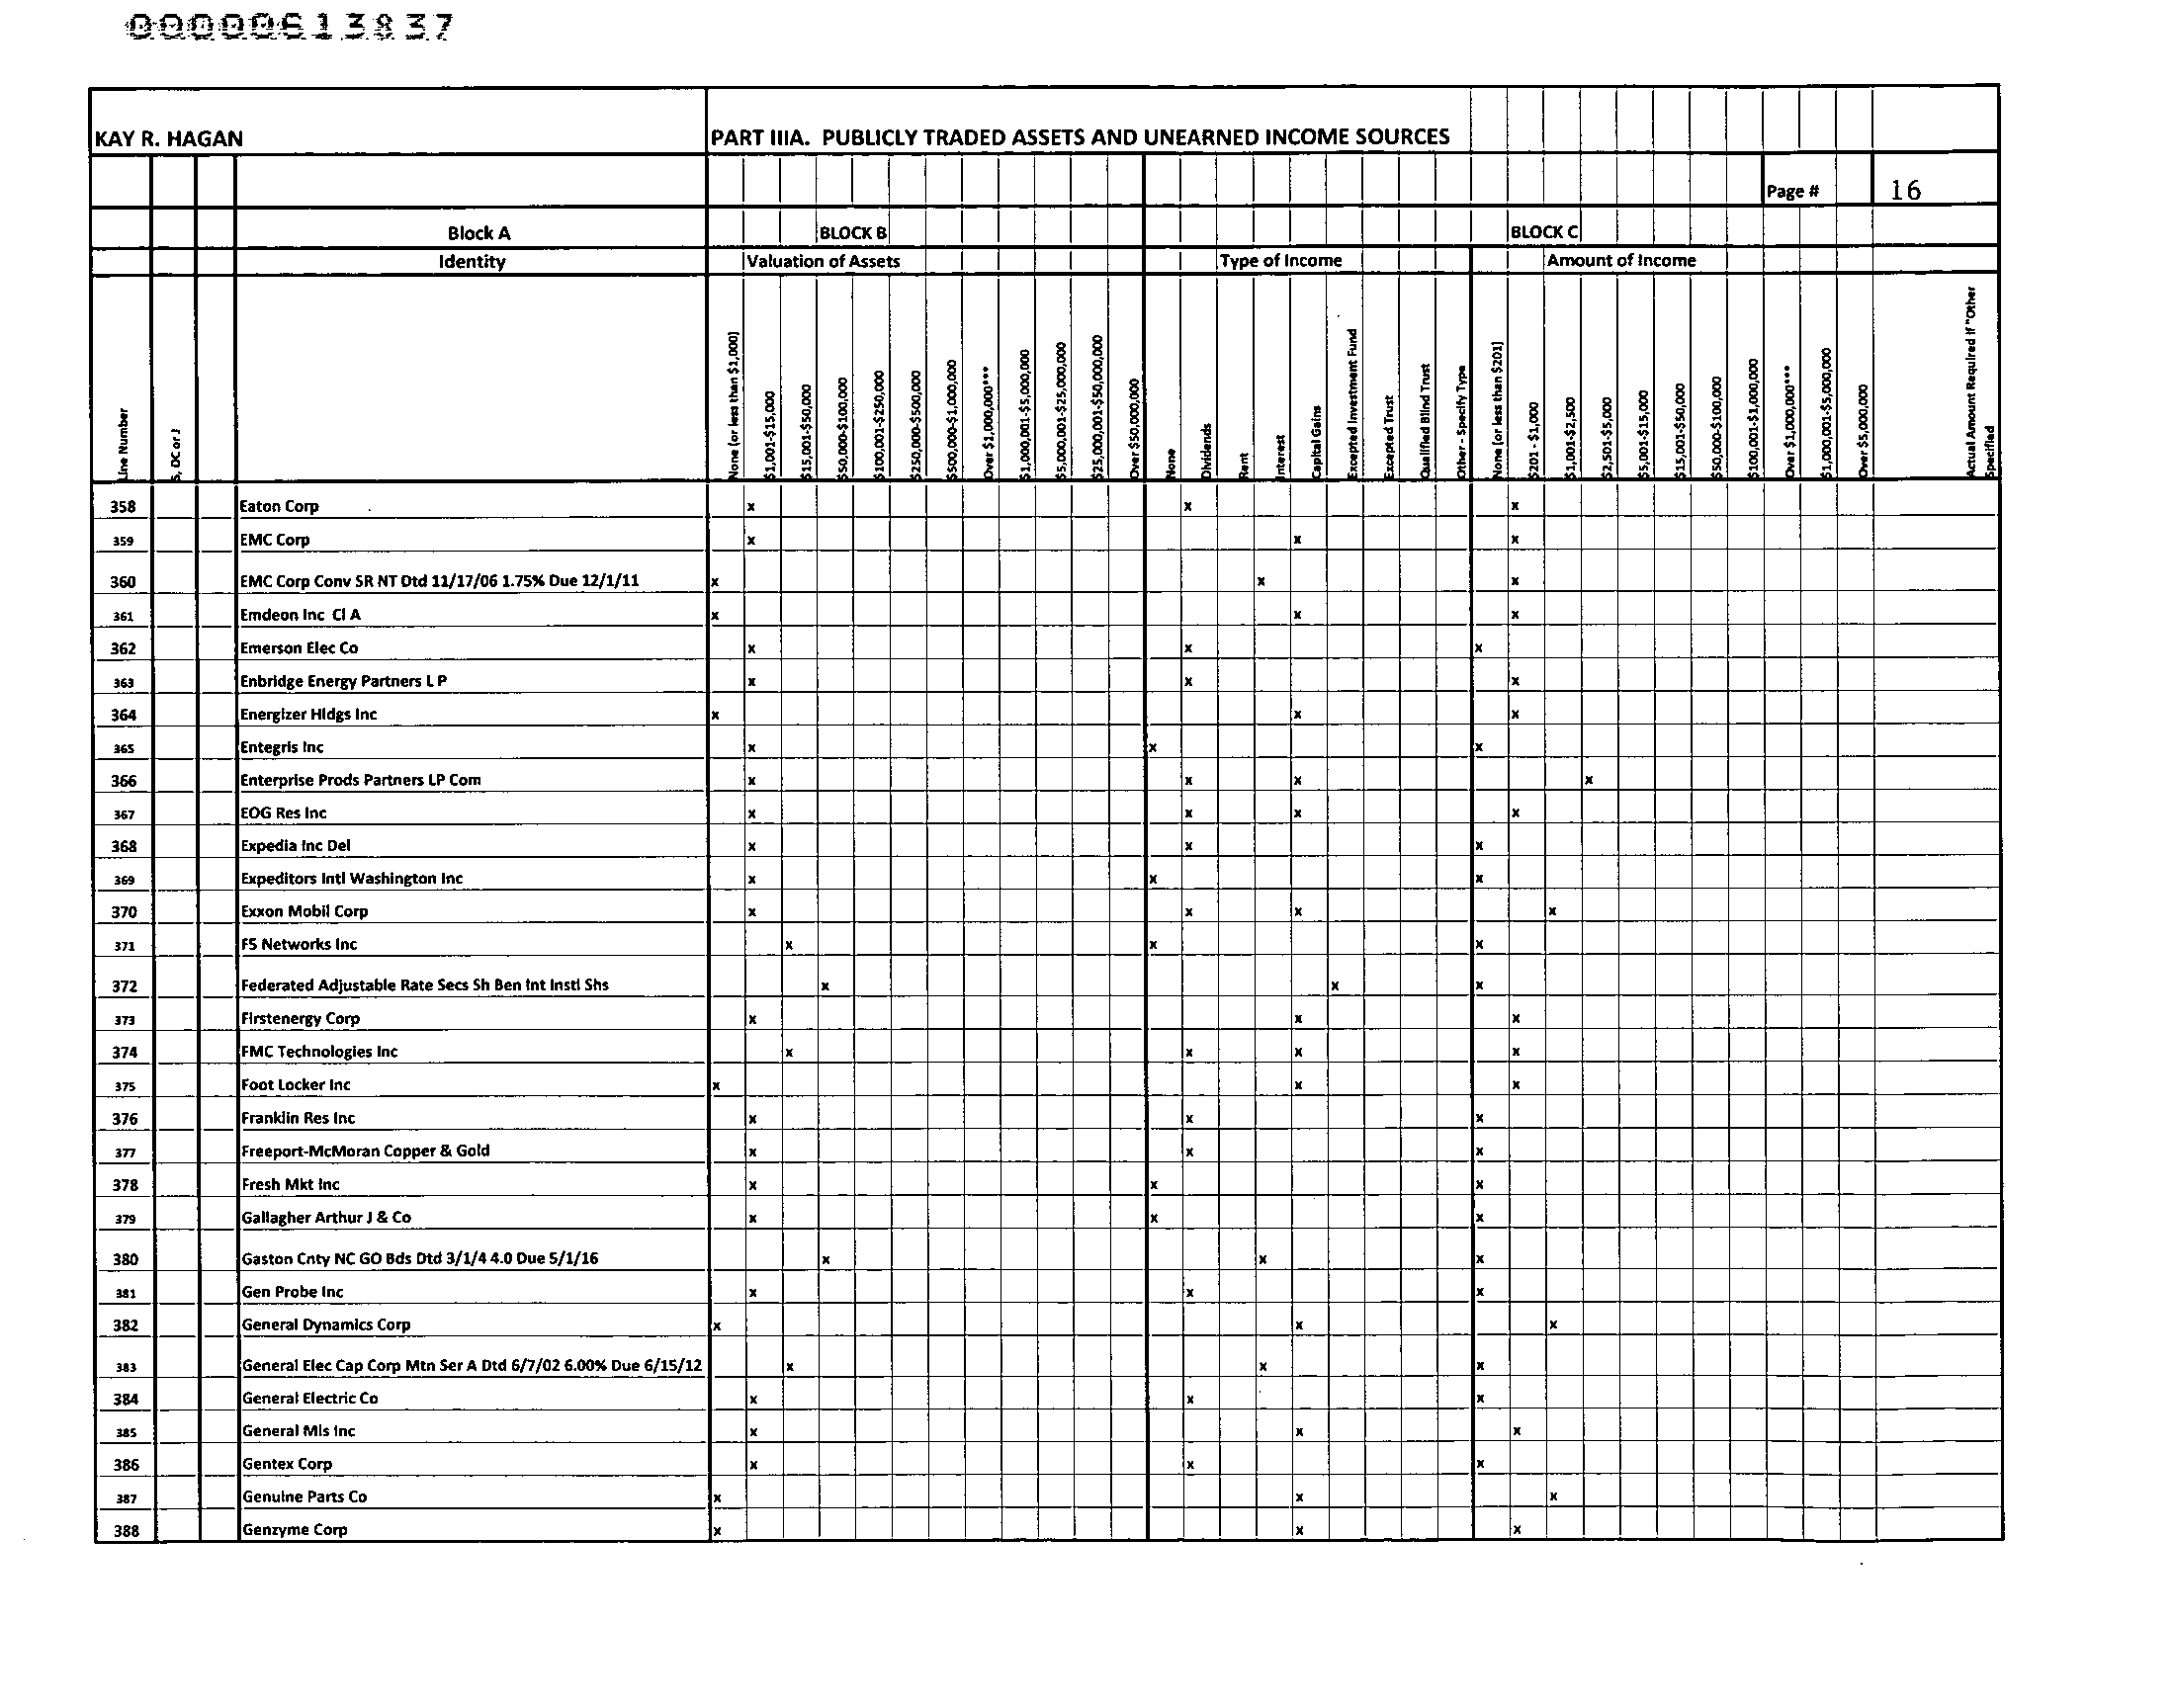 00000613837
KAY R. HAGAN PART IIIA. PUBLICLY TRADED ASSETS AND UNEARNED INCOME SOURCES
Page # 16
Block A BLOCK B BLOCK C
Identity Valuation of Assets Type of Income Amount of Income
Line Number
S, DC or J
None (or less than $1,000)
$1,001-$15,000
$15,001-$50,000
$50,000-$100,000
$100,001-$250,000
$250,000-$500,000
$500,000-$1,000,000
Over $1,000,000***
$1,000,001-$5,000,000
$5,000,001-$25,000,000
$25,000,001-$50,000,000
Over $50,000,000
None
Dividends
Rent
Interest
Capital Gains
Excepted Investment Fund
Excepted Trust
Qualified Blind Trust
Other - Specify Type
None (or less than $201)
$201 - $1,000
$1,001-$2,500
$2,501-$5,000
$5,001-$15,000
$15,001-$50,000
$50,000-$100,000
$100,001-$1,000,000
Over $1,000,000***
$1,000,001-$5,000,000
Over $5,000,000
Actual Amount Required If "Other
Specified
358 Eaton Corp x x x
359 EMC Corp x x x
360 EMC Corp Conv SR NT Dtd 11/17/06 1.75% Due 12/1/11 x x x
361 Emdeon Inc Cl A x x x
362 Emerson Elec Co x x x
363 Enbridge Energy Partners L P x x x
364 Energizer Hldgs Inc x x x
365 Entegris Inc x x x
366 Enterprise Prods Partners LP Com x x x x
367 EOG Res Inc x x x x
368 Expedia Inc Del x x x
369 Expeditors Intl Washington Inc x x x
370 Exxon Mobil Corp x x x x
371 F5 Networks Inc x x x
372 Federated Adjustable Rate Secs Sh Ben Int Instl Shs x x x
373 Firstenergy Corp x x x
374 FMC Technologies Inc x x x x
375 Foot Locker Inc x x x
376 Franklin Res Inc x x x
377 Freeport-McMoran Copper & Gold x x x
378 Fresh Mkt Inc x x x
379 Gallagher Arthur J & Co x x x
380 Gaston Cnty NC GO Bds Dtd 3/1/4 4.0 Due 5/1/16 x x x
381 Gen Probe Inc x x x
382 General Dynamics Corp x x x
383 General Elec Cap Corp Mtn Ser A Dtd 6/7/02 6.00% Due 6/15/12 x x x
384 General Electric Co x x x
385 General Mls Inc x x x
386 Gentex Corp x x x
387 Genuine Parts Co x x x
388 Genzyme Corp x x x